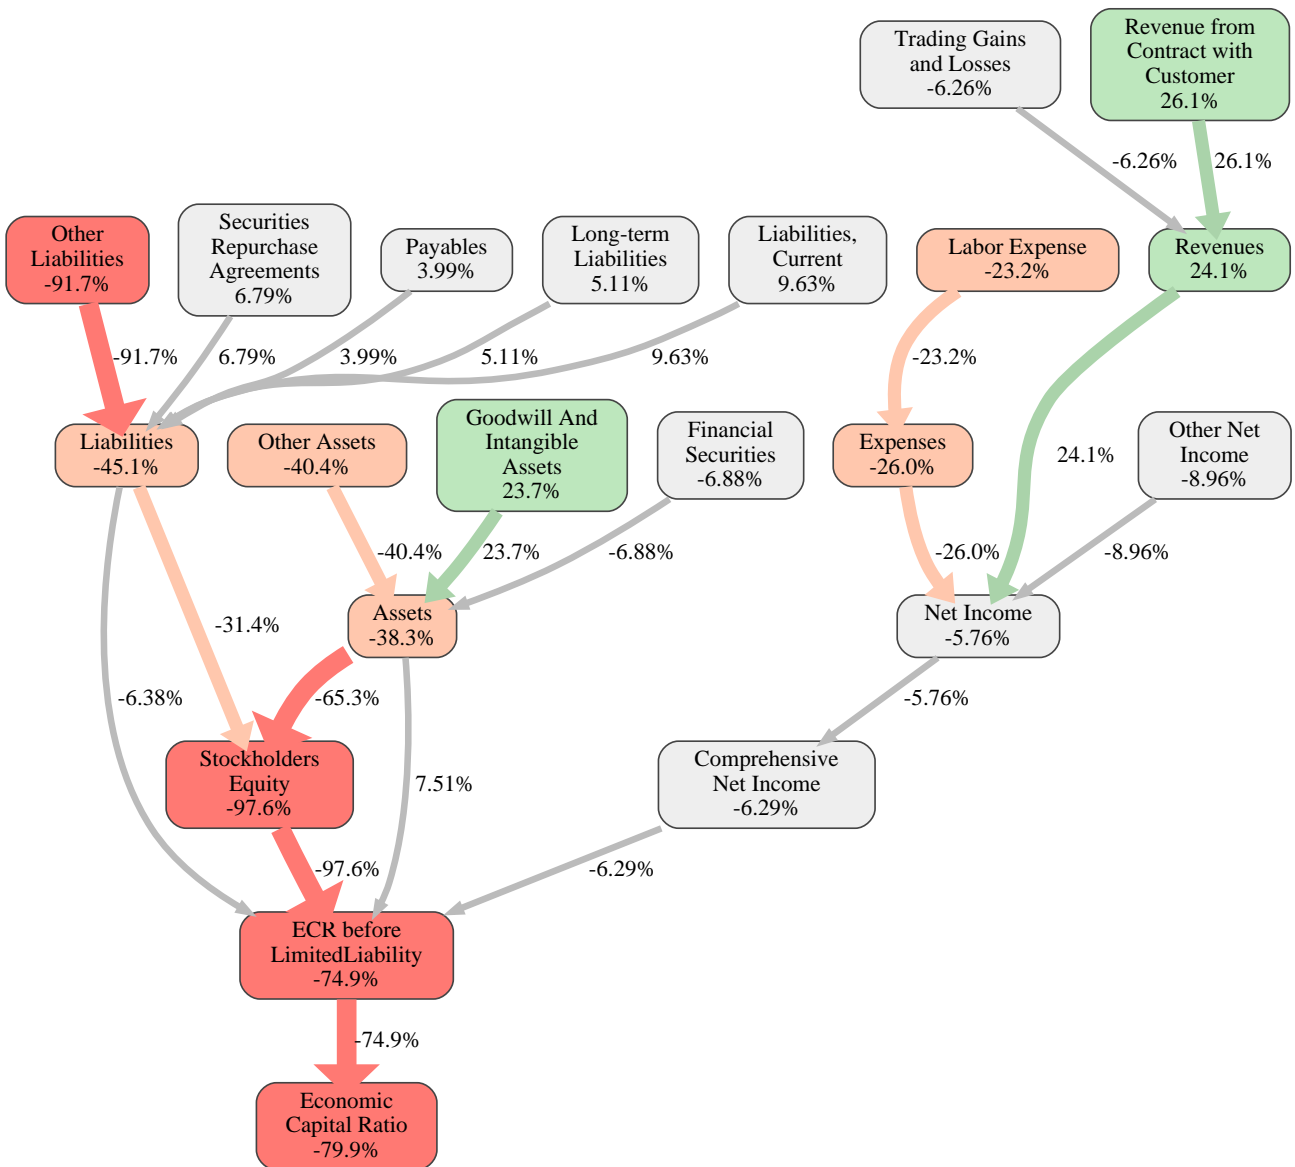 Trading Gains
and Losses
-6.26%
Revenue from
Contract with
Customer
26.1%
-6.26%
26.1%
Other
Liabilities
-91.7%
Securities
Repurchase
Agreements
6.79%
Payables
3.99%
Long-term
Liabilities
5.11%
Liabilities,
Current
9.63%
Labor Expense
-23.2%
Revenues
24.1%
-91.7%
6.79%
3.99%
5.11%
9.63%
-23.2%
24.1%
Liabilities
-45.1%
Other Assets
-40.4%
Goodwill And
Intangible
Assets
23.7%
Financial
Securities
-6.88%
Expenses
-26.0%
Other Net
Income
-8.96%
-40.4%
23.7%
-6.88%
-26.0%
-8.96%
-31.4%
Assets
-38.3%
Net Income
-5.76%
-6.38%
-65.3%
-5.76%
Stockholders
Equity
-97.6%
7.51%
Comprehensive
Net Income
-6.29%
-97.6%
-6.29%
ECR before
LimitedLiability
-74.9%
-74.9%
Economic
Capital Ratio
-79.9%